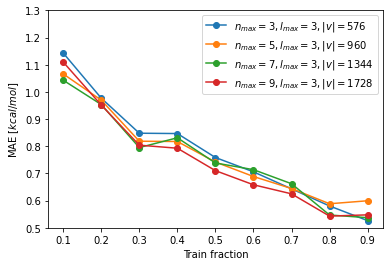 1.3
1.2
1.1
1.0
0.9
0.8
0.7
0.6
0.5
MAE [kcal/mol]
n_max = 3, l_max = 3, |v| = 576
n_max = 5, l_max = 3, |v| = 960
n_max = 7, l_max = 3, |v| = 1344
n_max = 9, l_max = 3, |v| = 1728
0.1 0.2 0.3 0.4 0.5 0.6 0.7 0.8 0.9
Train fraction